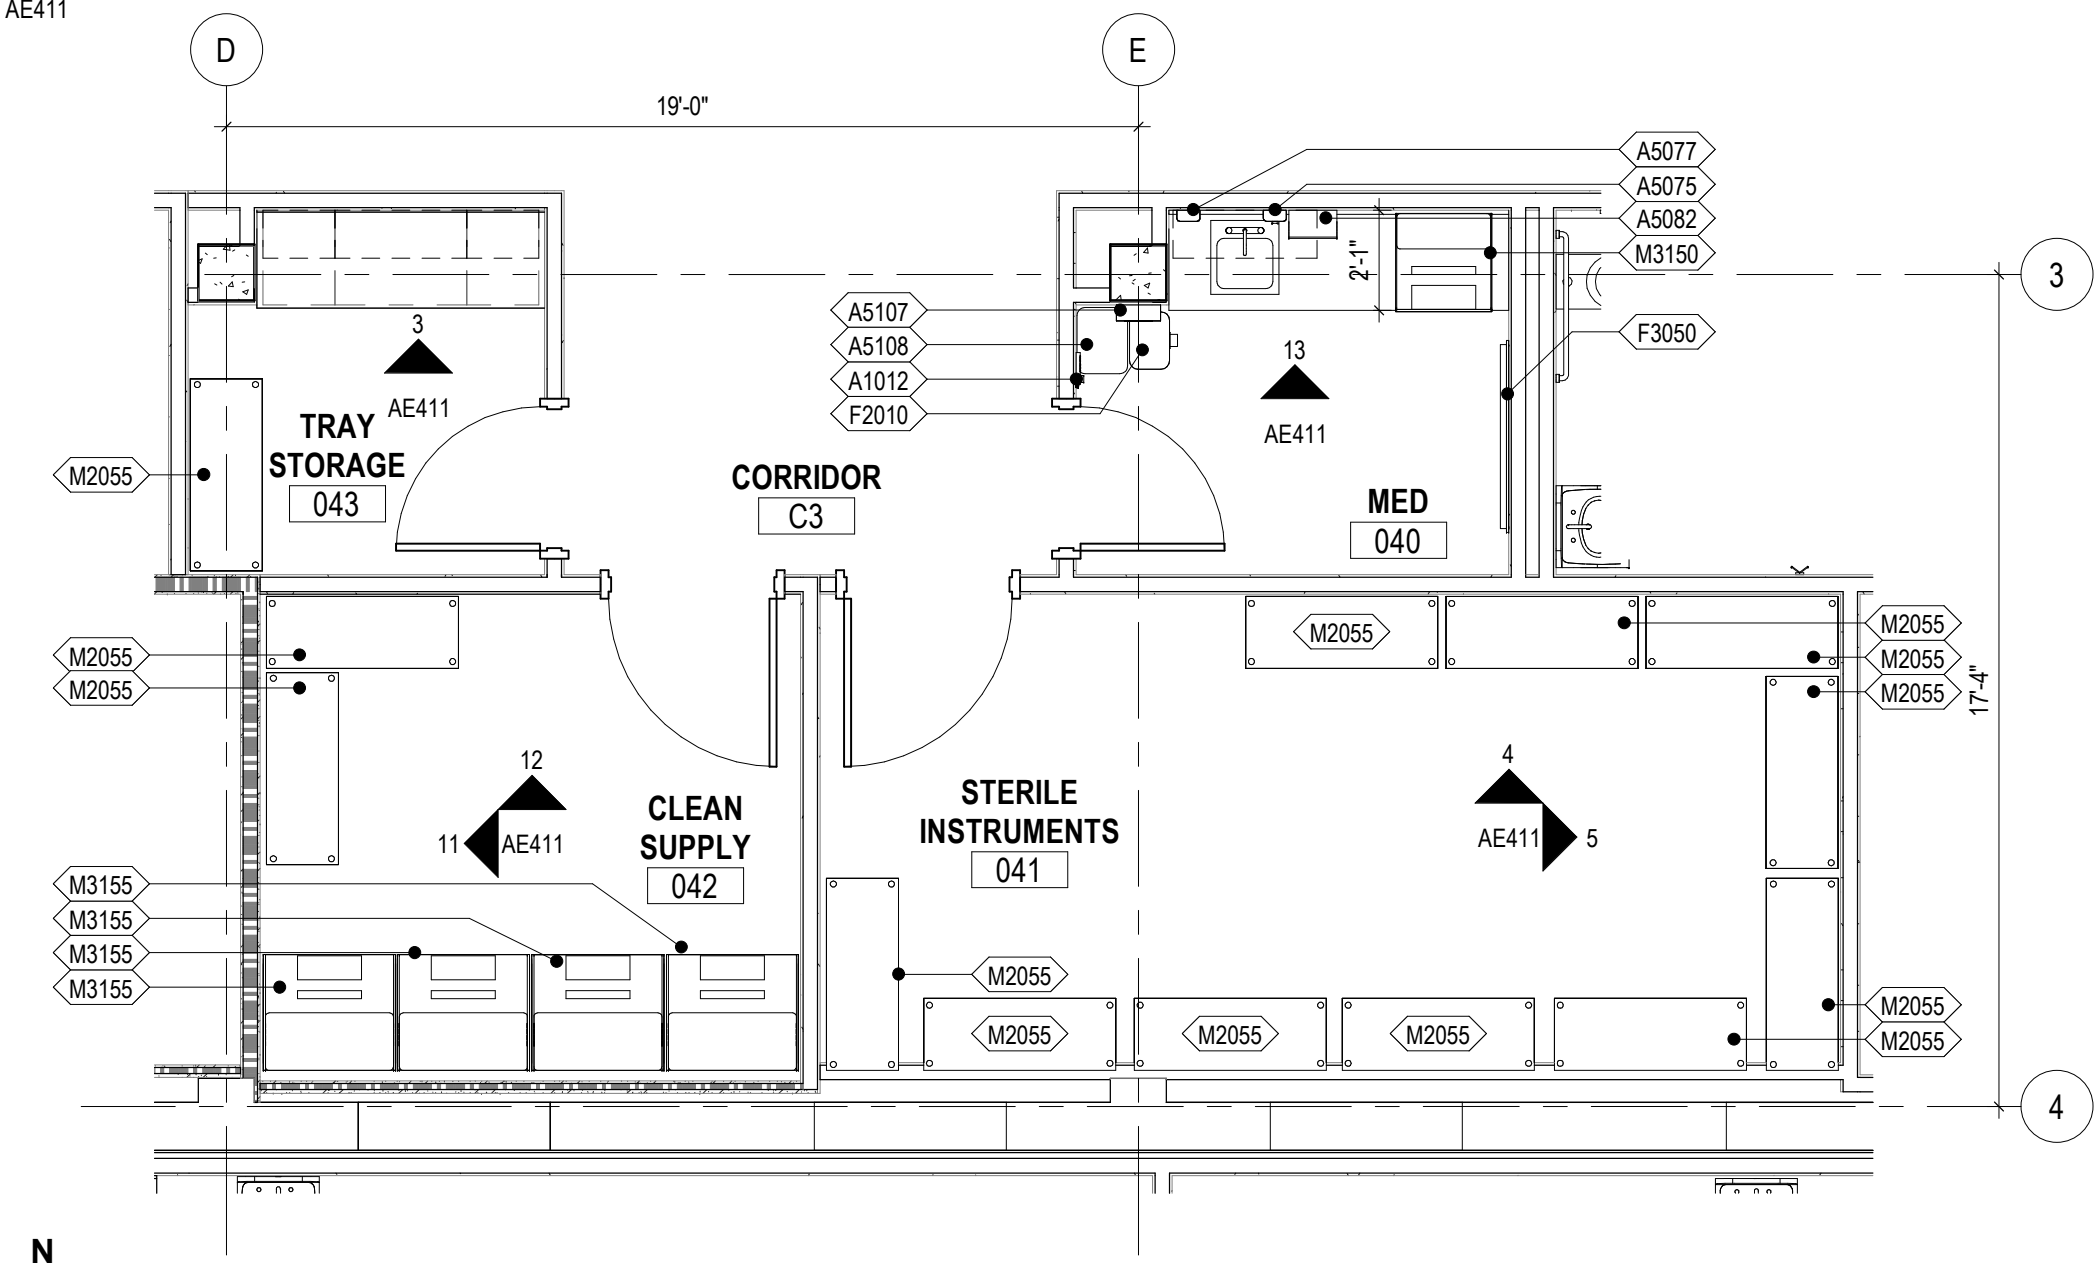 AE411
D
E
19'-0"
A5077
A5075
A5082
M3150
2'-1"
3
A5107
A5108
A1012
F2010
F3050
3
AE411
13
AE411
TRAY
STORAGE
043
M2055
CORRIDOR
C3
MED
040
M2055
M2055
M2055
M2055
M2055
M2055
17'-4"
12
11
AE411
CLEAN
SUPPLY
042
STERILE
INSTRUMENTS
041
4
AE411
5
M3155
M3155
M3155
M3155
M2055
M2055
M2055
M2055
M2055
M2055
4
N